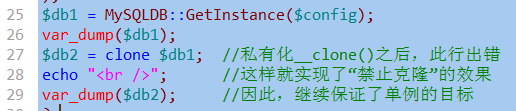 25 $db1 = MySQLDB::GetInstance($config);
26 var_dump($db1);
27 $db2 = clone $db1;  //私有化__clone()之后，此行出错
28 echo "<br />";      //这样就实现了“禁止克隆”的效果
29 var_dump($db2);     //因此，继续保证了单例的目标